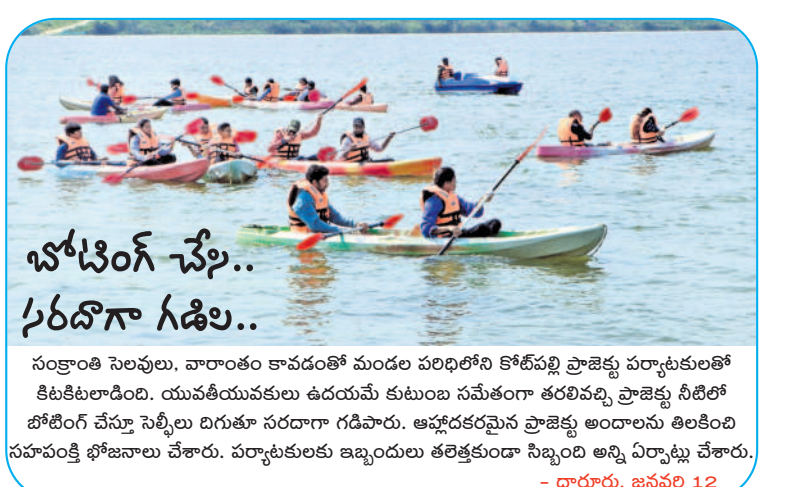 బోటింగ్ చేల..
సరదాగా గడిల..
సంక్రాంతి సెలవులు, వారాంతం కావడంతో మండల పరిధిలోని కోట్‌పల్లి ప్రాజెక్టు పర్యాటకులతో
కిటకిటలాడింది. యువతీయువకులు ఉదయమే కుటుంబ సమేతంగా తరలివచ్చి ప్రాజెక్టు నీటిలో
బోటింగ్ చేస్తూ సెల్ఫీలు దిగుతూ సరదాగా గడిపారు. ఆహ్లాదకరమైన ప్రాజెక్టు అందాలను తిలకించి
సహపంక్తి భోజనాలు చేశారు. పర్యాటకులకు ఇబ్బందులు తలెత్తకుండా సిబ్బంది అన్ని ఏర్పాట్లు చేశారు.
- ధారూరు, జనవరి 12